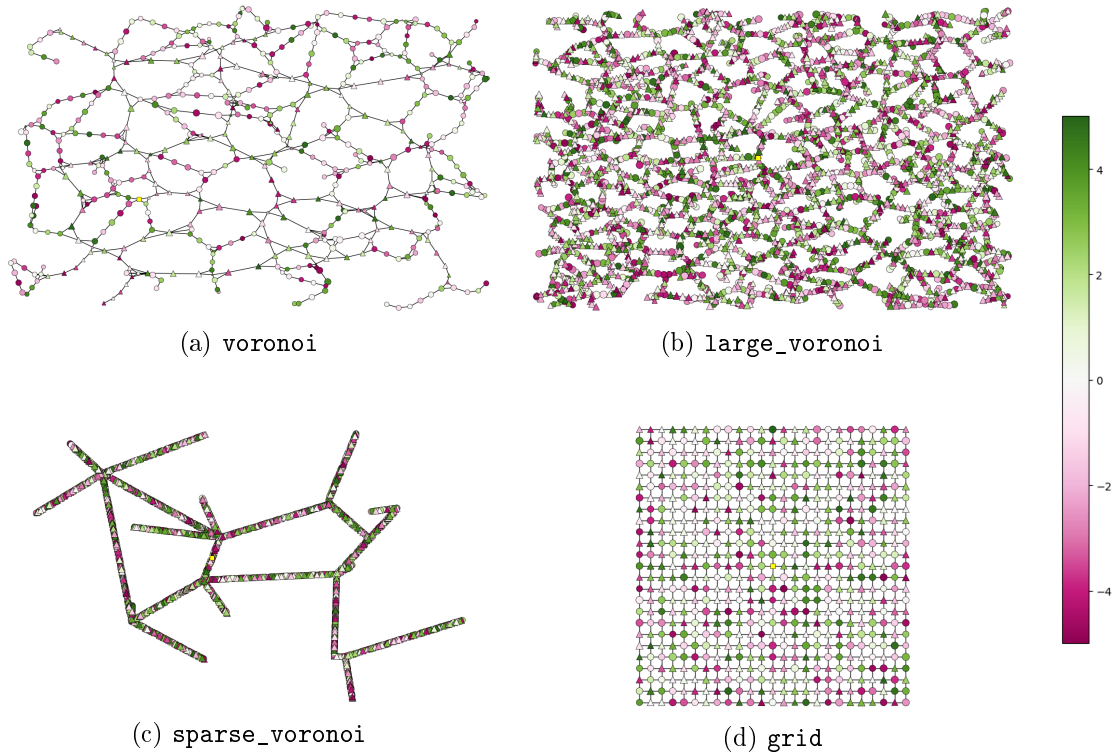 (a) voronoi
(b) large_voronoi
4
2
0
−2
−4
(c) sparse_voronoi
(d) grid